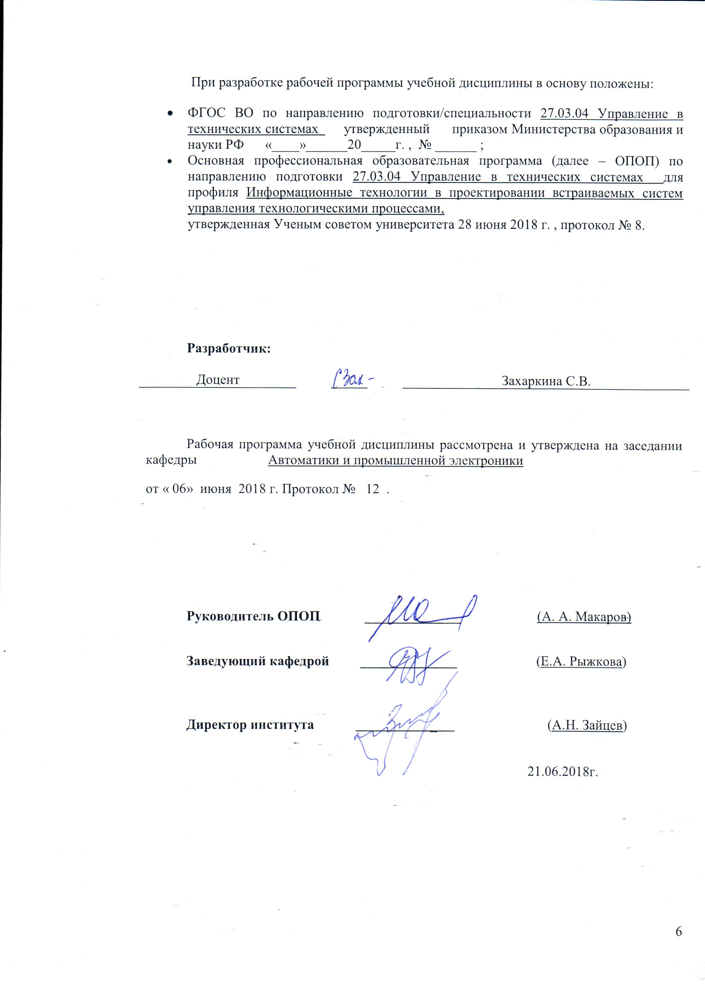 При разработке рабочей программы учебной дисциплины в основу положены:
• ФГОС ВО по направлению подготовки/специальности 27.03.04 Управление в
технических системах утвержденный приказом Министерства образования и
науки РФ «____»______20_____г. , № ______ ;
• Основная профессиональная образовательная программа (далее – ОПОП) по
направлению подготовки 27.03.04 Управление в технических системах для
профиля Информационные технологии в проектировании встраиваемых систем
управления технологическими процессами,
утвержденная Ученым советом университета 28 июня 2018 г. , протокол № 8.
Разработчик:
Доцент Захаркина С.В.
Рабочая программа учебной дисциплины рассмотрена и утверждена на заседании
кафедры Автоматики и промышленной электроники
от « 06» июня 2018 г. Протокол № 12 .
Руководитель ОПОП (А. А. Макаров)
Заведующий кафедрой (Е.А. Рыжкова)
Директор института (А.Н. Зайцев)
21.06.2018г.
6